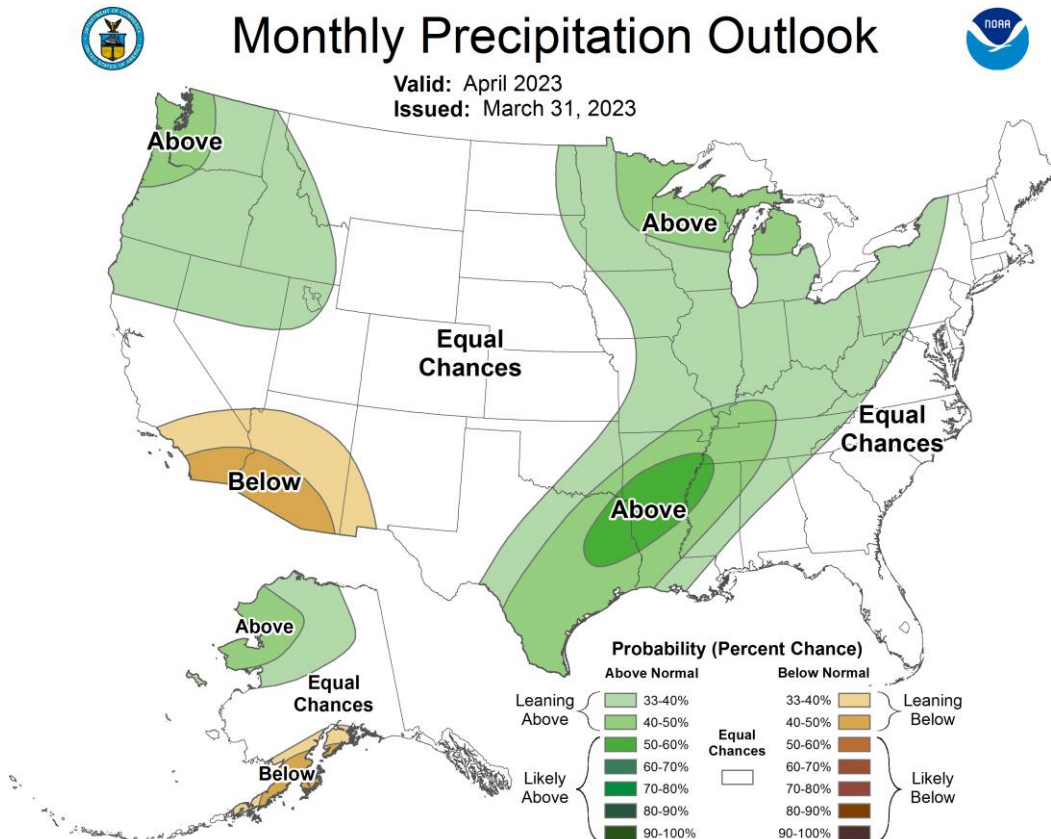 Monthly Precipitation Outlook
NOAA
Valid: April 2023
Issued: March 31, 2023
Above
Above
Equal
Chances
Equal
Chances
Below
Above
Above
Equal
Chances
Below
Probability (Percent Chance)
Above Normal
Below Normal
Leaning
Above
33-40%
40-50%
Likely
Above
50-60%
60-70%
70-80%
80-90%
90-100%
Equal
Chances
33-40%
40-50%
Leaning
Below
50-60%
60-70%
70-80%
80-90%
90-100%
Likely
Below